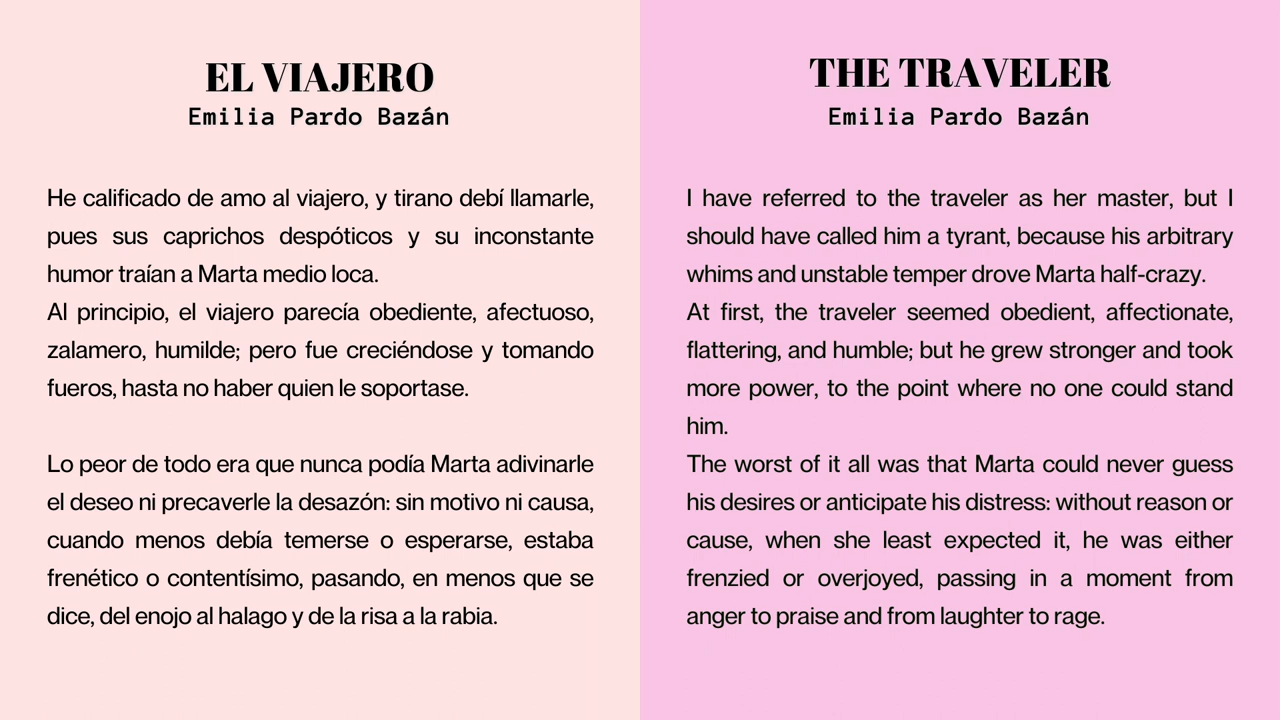 EL VIAJERO
Emilia Pardo Bazán
He calificado de amo al viajero, y tirano debí llamarle,
pues sus caprichos despóticos y su inconstante
humor traían a Marta medio loca.
Al principio, el viajero parecía obediente, afectuoso,
zalamero, humilde; pero fue creciéndose y tomando
fueros, hasta no haber quien le soportase.
Lo peor de todo era que nunca podía Marta adivinarle
el deseo ni precaverle la desazón: sin motivo ni causa,
cuando menos debía temerse o esperarse, estaba
frenético o contentísimo, pasando, en menos que se
dice, del enojo al halago y de la risa a la rabia.
THE TRAVELER
Emilia Pardo Bazán
I have referred to the traveler as her master, but I
should have called him a tyrant, because his arbitrary
whims and unstable temper drove Marta half-crazy.
At first, the traveler seemed obedient, affectionate,
flattering, and humble; but he grew stronger and took
more power, to the point where no one could stand
him.
The worst of it all was that Marta could never guess
his desires or anticipate his distress: without reason or
cause, when she least expected it, he was either
frenzied or overjoyed, passing in a moment from
anger to praise and from laughter to rage.